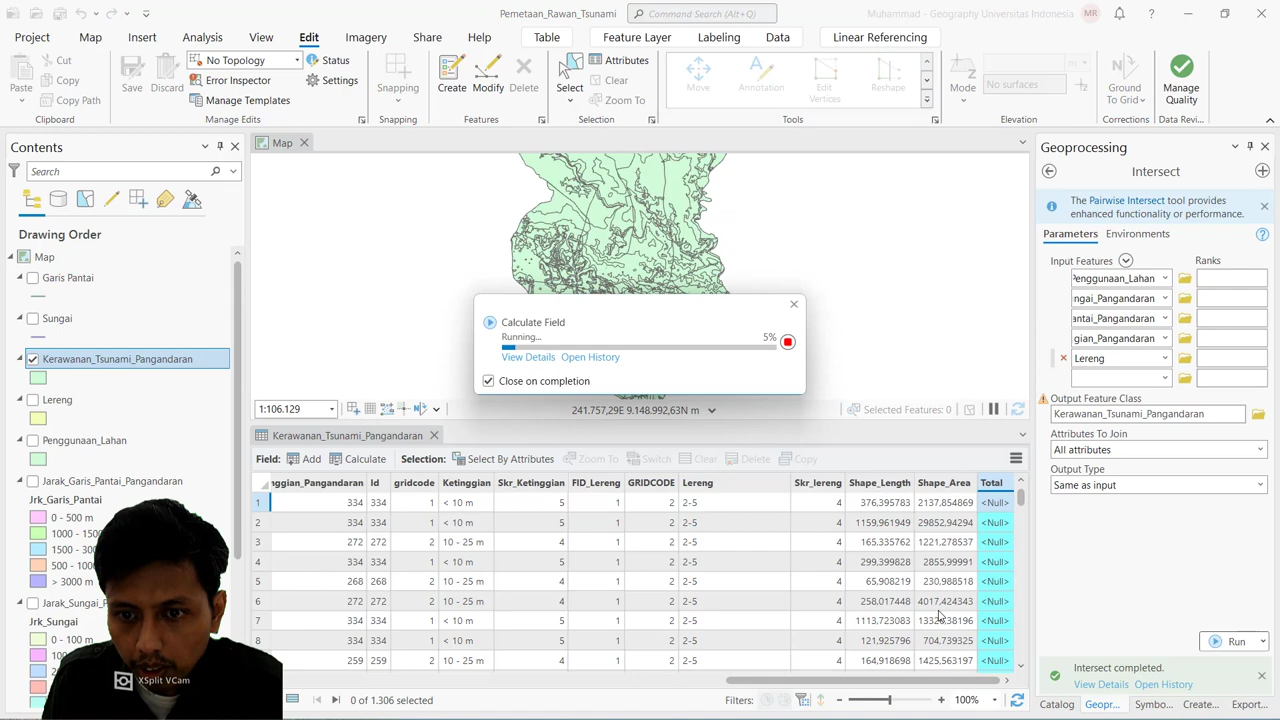 Pemetaan_Rawan_Tsunami
Command Search (Alt+Q)
Muhammad - Geography Universitas Indonesia
MR
Project Map Insert Analysis View Edit Imagery Share Help Table Feature Layer Labeling Data Linear Referencing
Paste
Cut
Copy
Copy Path
Clipboard
Save
Discard
No Topology
Error Inspector
Manage Templates
Status
Settings
Manage Edits
Snapping
Snapping
Create
Modify
Delete
Features
Select
Attributes
Clear
Zoom To
Selection
Move
Annotation
Edit
Vertices
Reshape
Tools
Mode
No surfaces
m
Elevation
Ground
To Grid
Corrections
Manage
Quality
Data Revi...
Contents
Search
Drawing Order
Map
Garis Pantai
Sungai
Kerawanan_Tsunami_Pangandaran
Lereng
Penggunaan_Lahan
Jarak_Garis_Pantai_Pangandaran
Jrk_Garis_Pantai
0 - 500 m
1000 - 150
1500 - 300
500 - 100
> 3000 m
Jarak_Sungai_P
Jrk_Sungai
0 - 100 m
XSplit VCam
Map
Calculate Field
Running...
5%
View Details Open History
Close on completion
1:106.129
241.757,29E 9.148.992,63N m
Selected Features: 0
Kerawanan_Tsunami_Pangandaran
Field: Add Calculate Selection: Select By Attributes Zoom To Switch Clear Delete Copy
nggian_Pangandaran Id gridcode Ketinggian Skr_Ketinggian FID_Lereng GRIDCODE Lereng Skr_lereng Shape_Length Shape_Area Total
1 334 334 1 < 10 m 5 1 2 2-5 4 376,395783 2137,854869 <Null>
2 334 334 1 < 10 m 5 1 2 2-5 4 1159,961949 29852,94294 <Null>
3 272 272 2 10 - 25 m 4 1 2 2-5 4 165,335762 1221,278537 <Null>
4 334 334 1 < 10 m 5 1 2 2-5 4 299,399828 2855,99991 <Null>
5 268 268 2 10 - 25 m 4 1 2 2-5 4 65,908219 230,988518 <Null>
6 272 272 2 10 - 25 m 4 1 2 2-5 4 258,017448 4017,424343 <Null>
7 334 334 1 < 10 m 5 1 2 2-5 4 1113,723083 <Null>
8 334 334 1 < 10 m 5 1 2 2-5 4 121,925796 704,739325 <Null>
259 259 2 10 - 25 m 4 1 2 2-5 4 164,918698 1425,563197 <Null>
0 of 1.306 selected
Filters:
100%
Geoprocessing
Intersect
The Pairwise Intersect tool provides
enhanced functionality or performance.
Parameters Environments
Input Features
Ranks
Penggunaan_Lahan
ngai_Pangandaran
antai_Pangandaran
gian_Pangandaran
Lereng
Output Feature Class
Kerawanan_Tsunami_Pangandaran
Attributes To Join
All attributes
Output Type
Same as input
Run
Intersect completed.
View Details Open History
Catalog Geopr... Symbo... Create... Export...